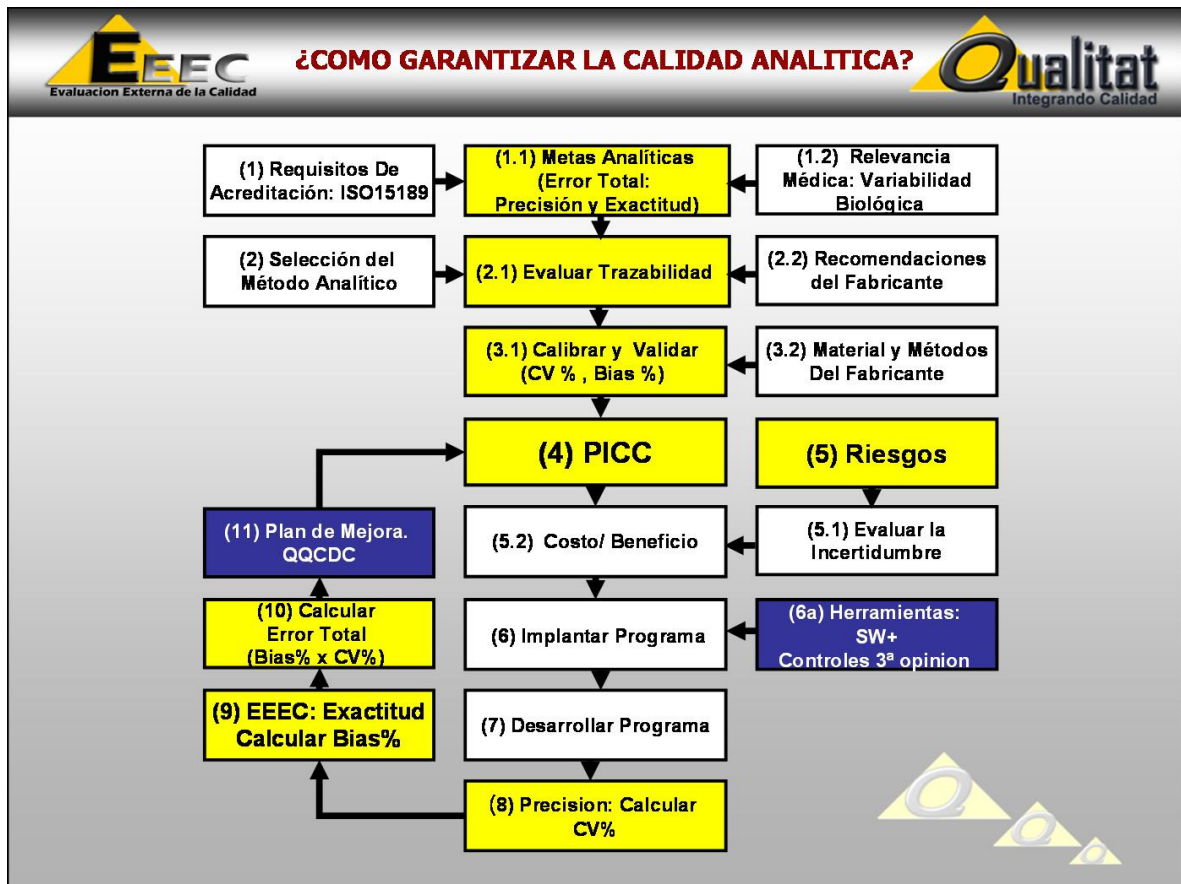 EEEC
Evaluacion Externa de la Calidad
¿COMO GARANTIZAR LA CALIDAD ANALITICA?
Qualitat
Integrando Calidad
(1) Requisitos De
Acreditación: ISO15189
(1.1) Metas Analíticas
(Error Total:
Precisión y Exactitud)
(1.2) Relevancia
Médica: Variabilidad
Biológica
(2) Selección del
Método Analítico
(2.1) Evaluar Trazabilidad
(2.2) Recomendaciones
del Fabricante
(3.1) Calibrar y Validar
(CV % , Bias %)
(3.2) Material y Métodos
Del Fabricante
(4) PICC
(5) Riesgos
(11) Plan de Mejora.
QQCDC
(5.2) Costo/ Beneficio
(5.1) Evaluar la
Incertidumbre
(10) Calcular
Error Total
(Bias% x CV%)
(6) Implantar Programa
(6a) Herramientas:
SW+
Controles 3ª opinion
(9) EEEC: Exactitud
Calcular Bias%
(7) Desarrollar Programa
(8) Precision: Calcular
CV%
Q
Q
Q